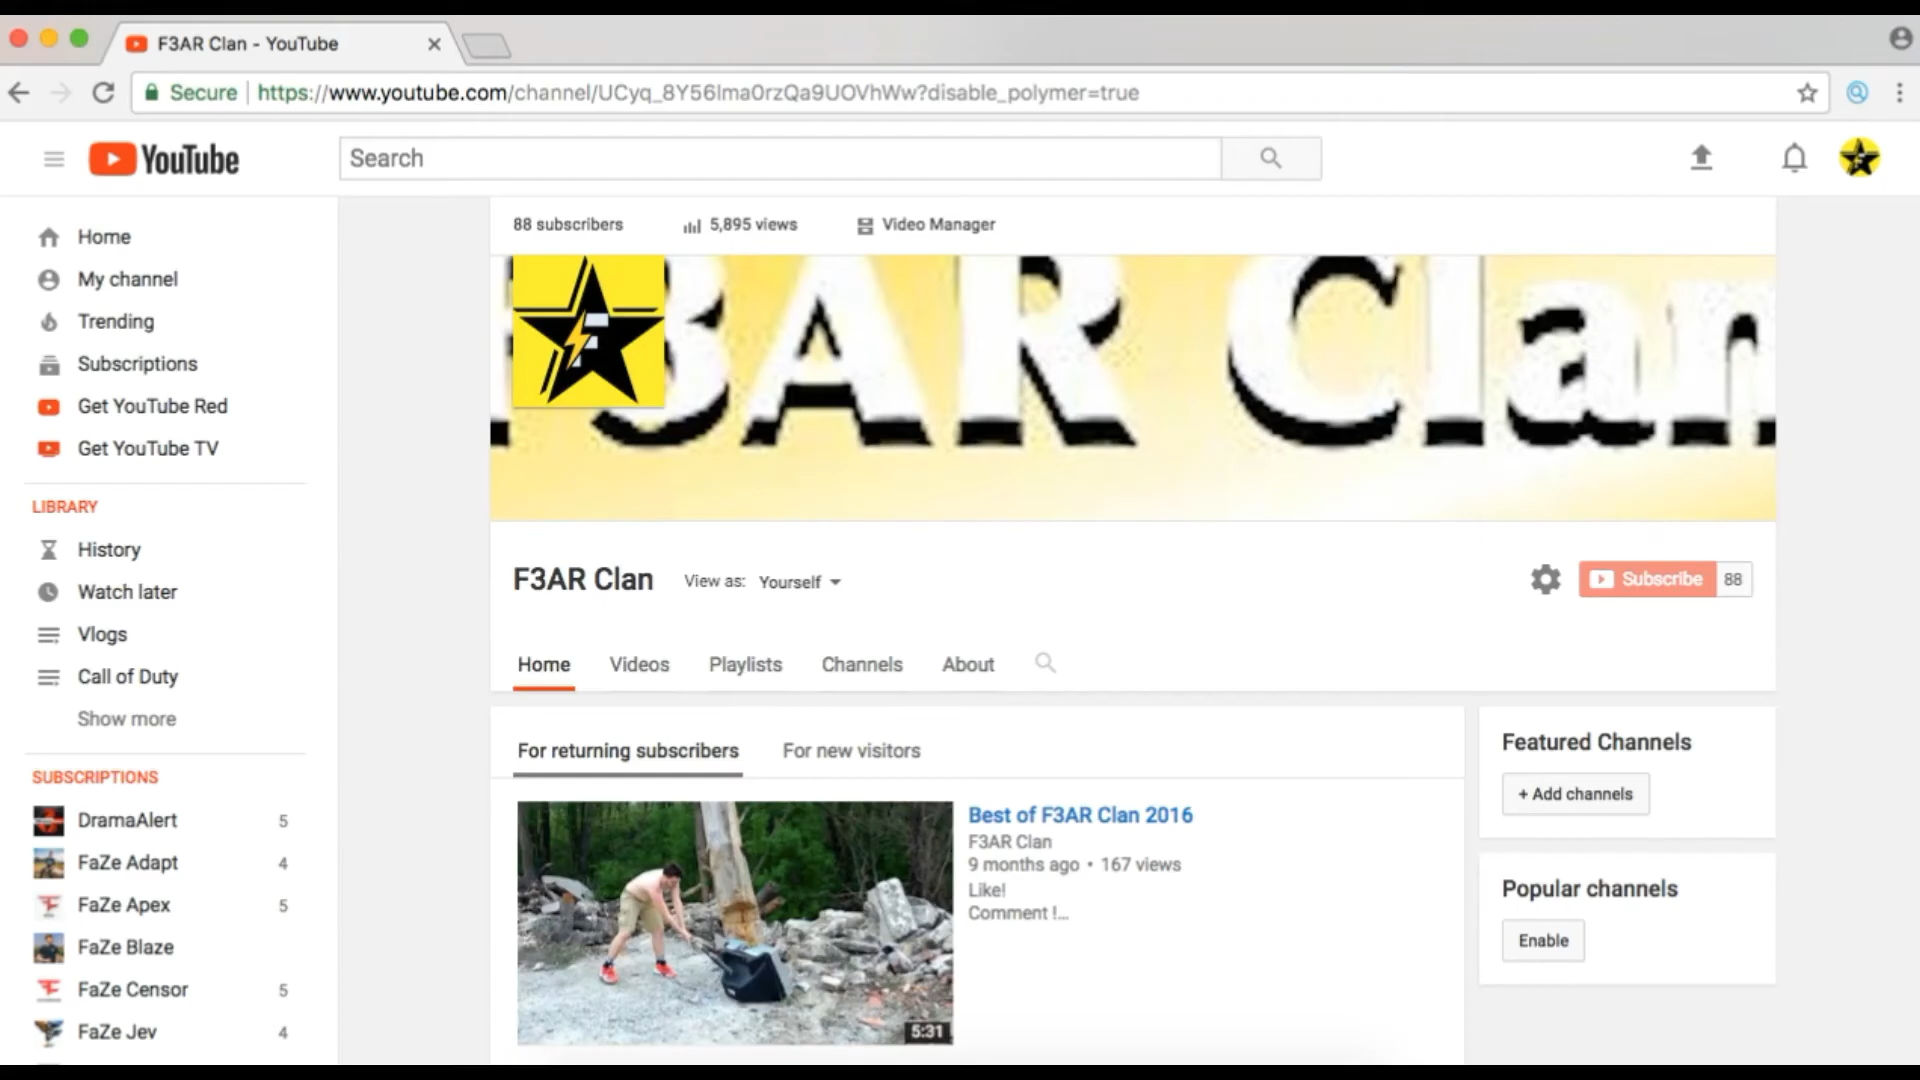 F3AR Clan - YouTube
Secure https://www.youtube.com/channel/UCyq_8Y56lma0rzQa9UOVhWw?disable_polymer=true
YouTube
Search
Home
My channel
Trending
Subscriptions
Get YouTube Red
Get YouTube TV
LIBRARY
History
Watch later
Vlogs
Call of Duty
Show more
SUBSCRIPTIONS
DramaAlert 5
FaZe Adapt 4
FaZe Apex 5
FaZe Blaze
FaZe Censor 5
FaZe Jev 4
88 subscribers 5,895 views Video Manager
F
F3AR Clan
F3AR Clan View as: Yourself
Subscribe 88
Home Videos Playlists Channels About
For returning subscribers For new visitors
Best of F3AR Clan 2016
F3AR Clan
9 months ago • 167 views
Like!
Comment !...
5:31
Featured Channels
+ Add channels
Popular channels
Enable